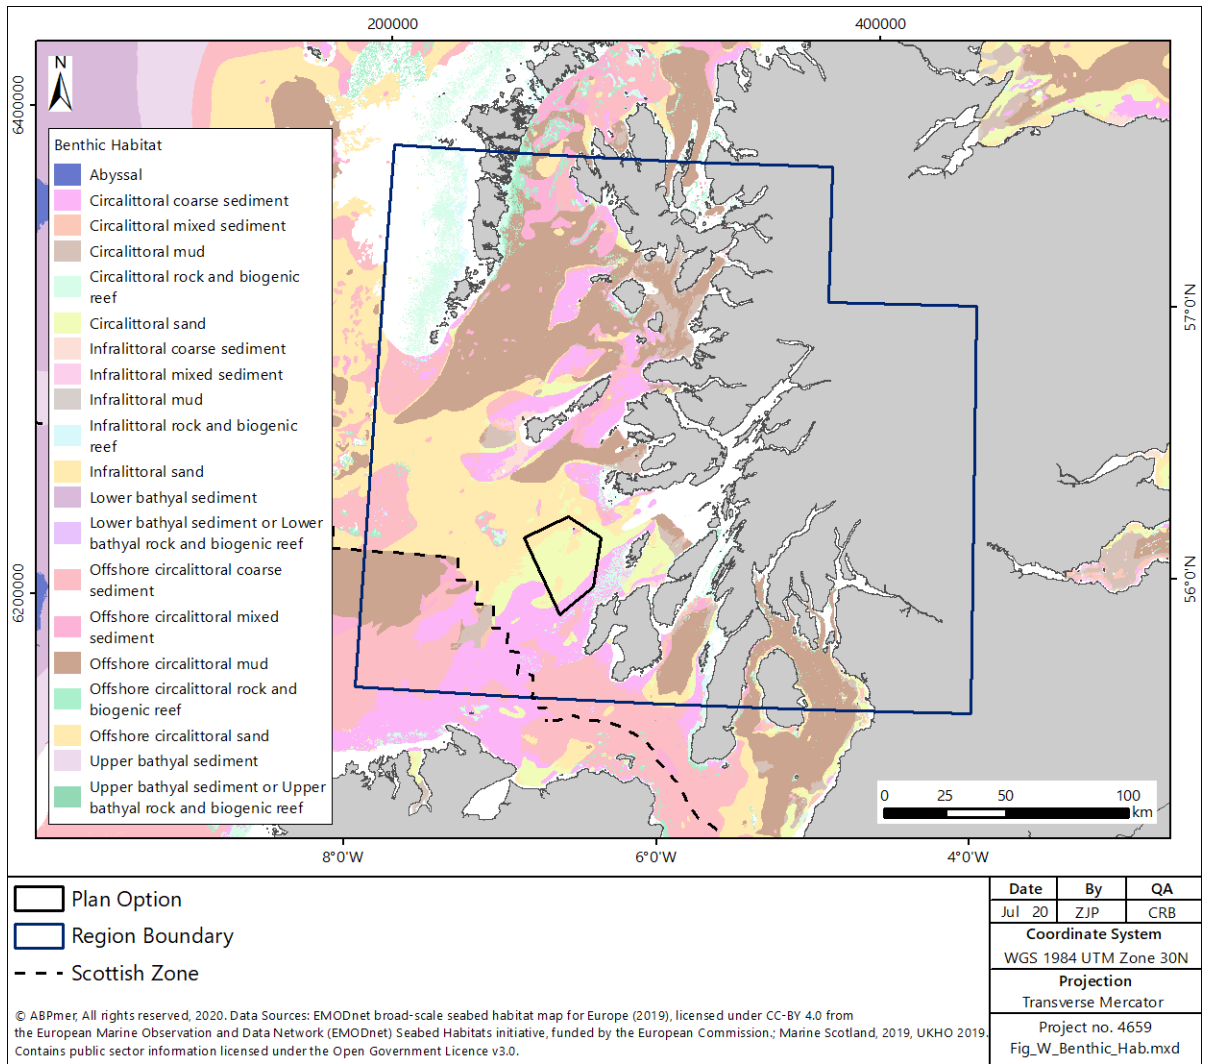 200000
400000
N
6400000
6200000
57°0'N
56°0'N
Benthic Habitat
Abyssal
Circalittoral coarse sediment
Circalittoral mixed sediment
Circalittoral mud
Circalittoral rock and biogenic
reef
Circalittoral sand
Infralittoral coarse sediment
Infralittoral mixed sediment
Infralittoral mud
Infralittoral rock and biogenic
reef
Infralittoral sand
Lower bathyal sediment
Lower bathyal sediment or Lower
bathyal rock and biogenic reef
Offshore circalittoral coarse
sediment
Offshore circalittoral mixed
sediment
Offshore circalittoral mud
Offshore circalittoral rock and
biogenic reef
Offshore circalittoral sand
Upper bathyal sediment
Upper bathyal sediment or Upper
bathyal rock and biogenic reef
0 25 50 100
km
8°0'W
6°0'W
4°0'W
Plan Option
Region Boundary
Scottish Zone
© ABPmer, All rights reserved, 2020. Data Sources: EMODnet broad-scale seabed habitat map for Europe (2019), licensed under CC-BY 4.0 from
the European Marine Observation and Data Network (EMODnet) Seabed Habitats initiative, funded by the European Commission.; Marine Scotland, 2019, UKHO 2019.
Contains public sector information licensed under the Open Government Licence v3.0.
Date By QA
Jul 20 ZJP CRB
Coordinate System
WGS 1984 UTM Zone 30N
Projection
Transverse Mercator
Project no. 4659
Fig_W_Benthic_Hab.mxd